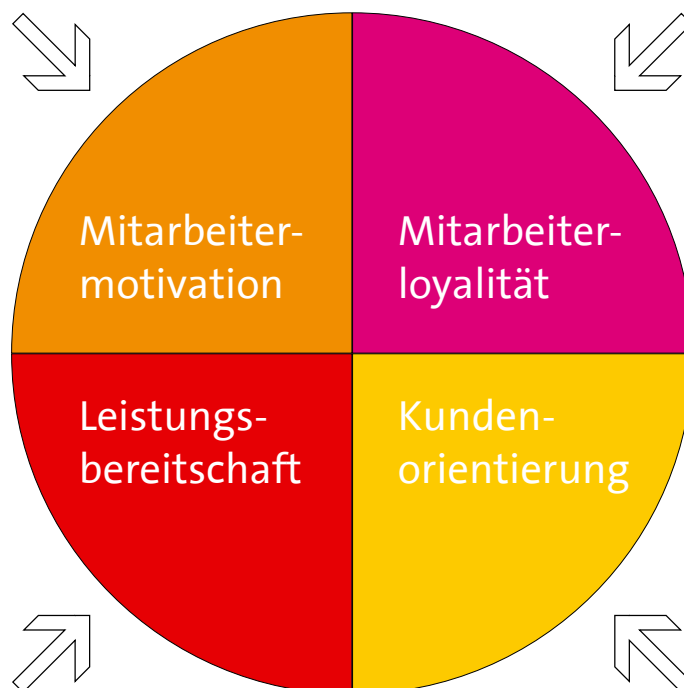 Mitarbeiter-
motivation
Mitarbeiter-
loyalität
Leistungs-
bereitschaft
Kunden-
orientierung